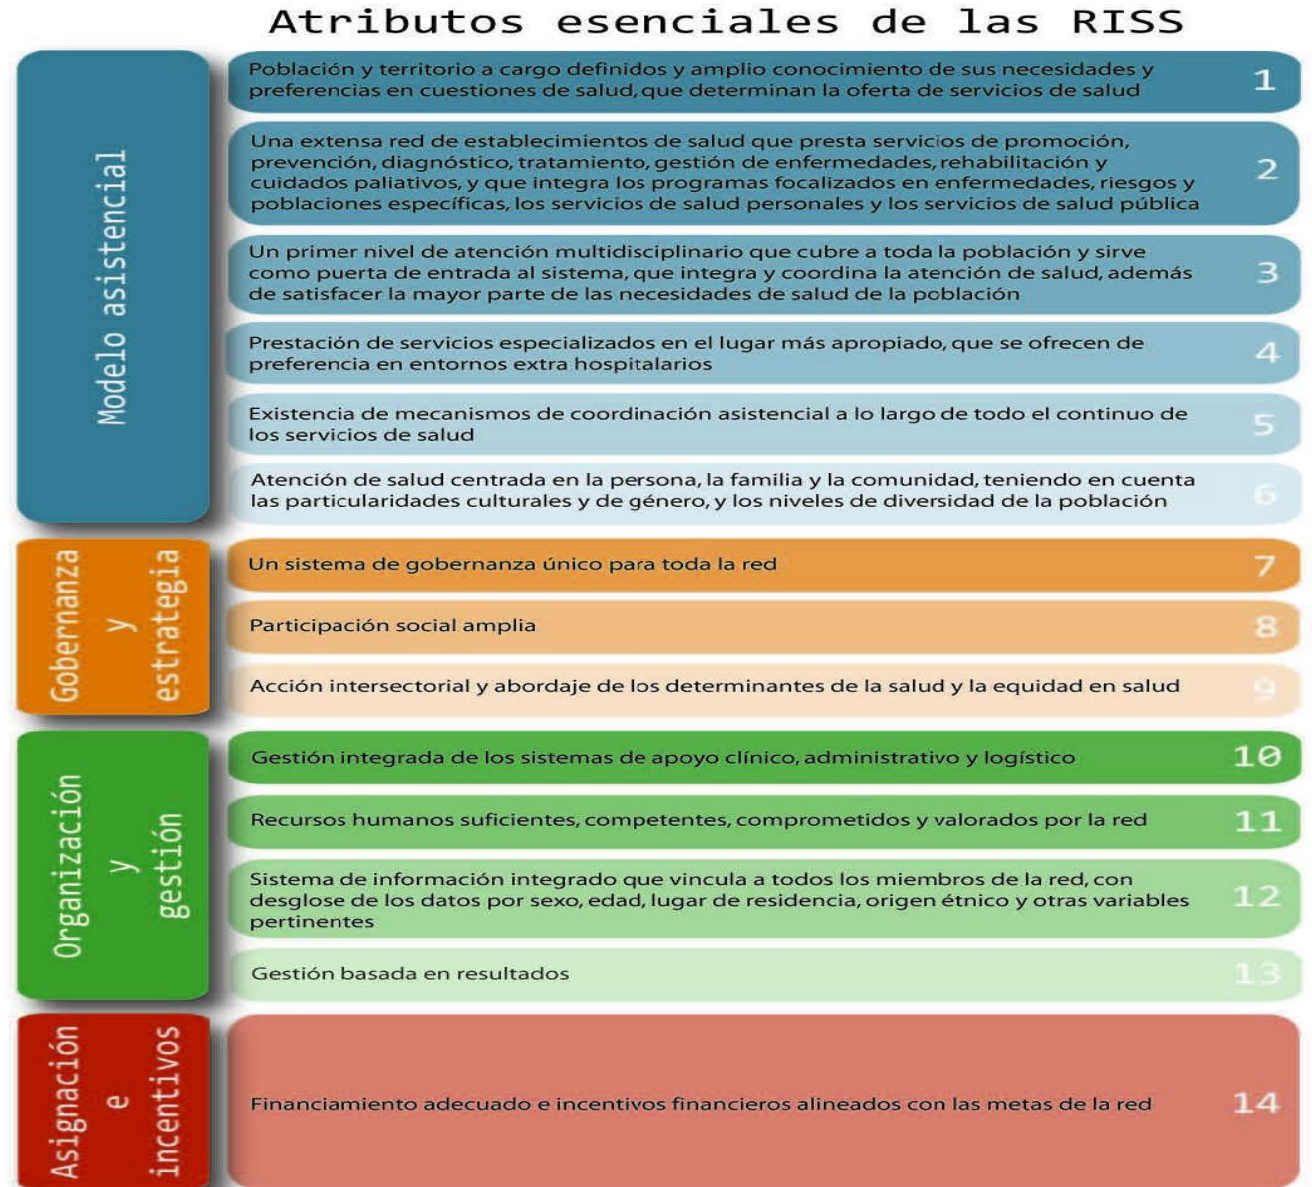 Atributos esenciales de las RISS
Modelo asistencial
Población y territorio a cargo definidos y amplio conocimiento de sus necesidades y
preferencias en cuestiones de salud, que determinan la oferta de servicios de salud
1
Una extensa red de establecimientos de salud que presta servicios de promoción,
prevención, diagnóstico, tratamiento, gestión de enfermedades, rehabilitación y
cuidados paliativos, y que integra los programas focalizados en enfermedades, riesgos y
poblaciones específicas, los servicios de salud personales y los servicios de salud pública
2
Un primer nivel de atención multidisciplinario que cubre a toda la población y sirve
como puerta de entrada al sistema, que integra y coordina la atención de salud, además
de satisfacer la mayor parte de las necesidades de salud de la población
3
Prestación de servicios especializados en el lugar más apropiado, que se ofrecen de
preferencia en entornos extra hospitalarios
4
Existencia de mecanismos de coordinación asistencial a lo largo de todo el continuo de
los servicios de salud
5
Atención de salud centrada en la persona, la familia y la comunidad, teniendo en cuenta
las particularidades culturales y de género, y los niveles de diversidad de la población
6
Gobernanza
y
estrategia
Un sistema de gobernanza único para toda la red
7
Participación social amplia
8
Acción intersectorial y abordaje de los determinantes de la salud y la equidad en salud
9
Organización
y
gestión
Gestión integrada de los sistemas de apoyo clínico, administrativo y logístico
10
Recursos humanos suficientes, competentes, comprometidos y valorados por la red
11
Sistema de información integrado que vincula a todos los miembros de la red, con
desglose de los datos por sexo, edad, lugar de residencia, origen étnico y otras variables
pertinentes
12
Gestión basada en resultados
13
Asignación
e
incentivos
Financiamiento adecuado e incentivos financieros alineados con las metas de la red
14